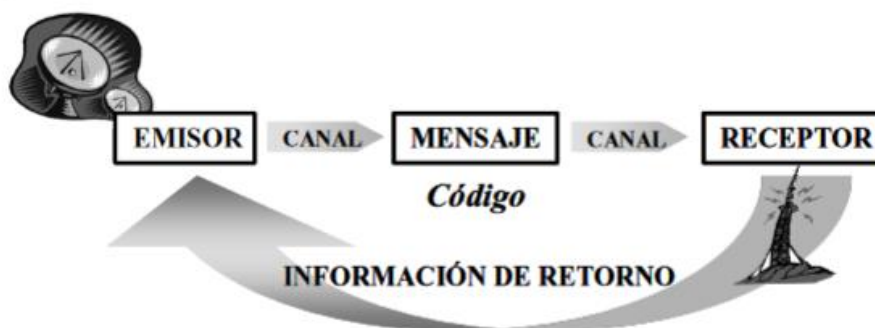 EMISOR CANAL MENSAJE CANAL RECEPTOR
Código
INFORMACIÓN DE RETORNO